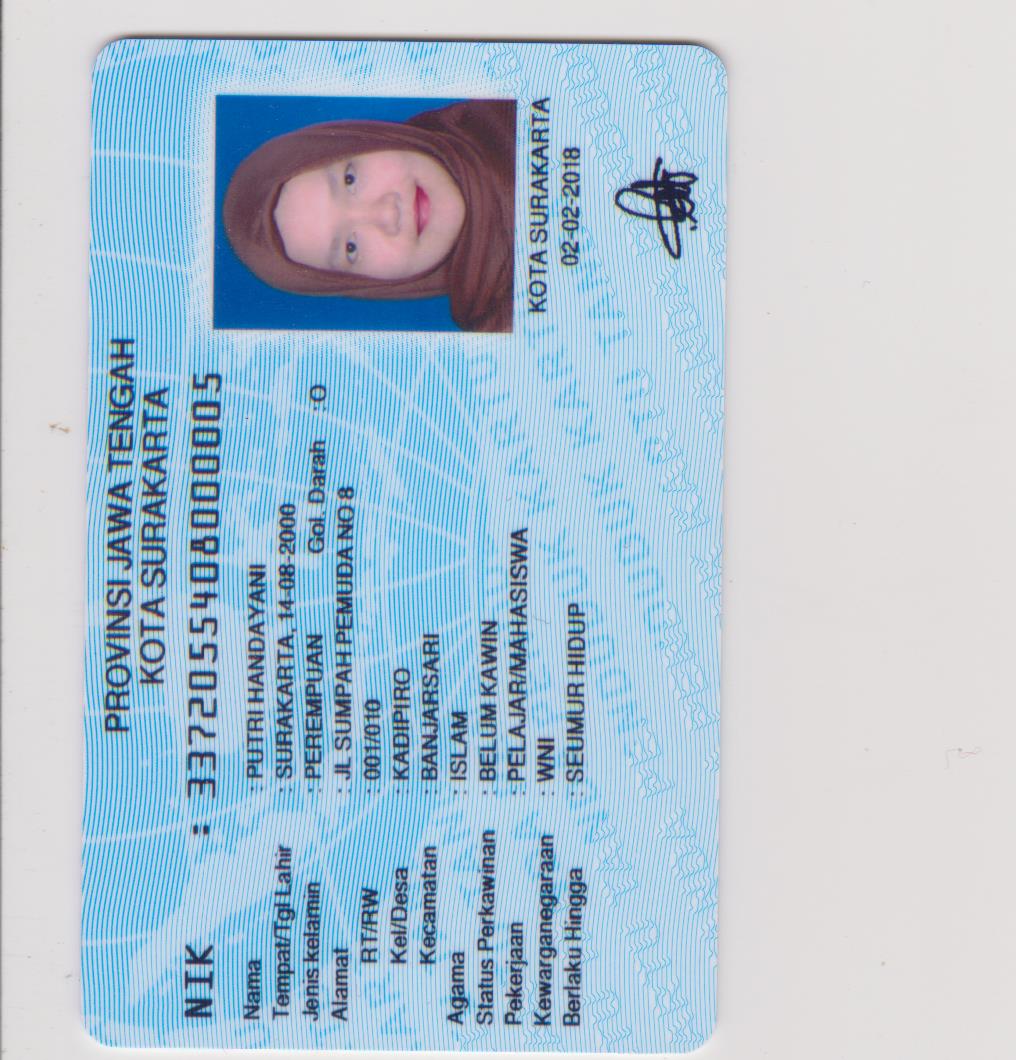 PROVINSI JAWA TENGAH
KOTA SURAKARTA
NIK : 3372055408000005
Nama : PUTRI HANDAYANI
Tempat/Tgl Lahir : SURAKARTA, 14-08-2000
Jenis kelamin : PEREMPUAN Gol. Darah : O
Alamat : JL SUMPAH PEMUDA NO 8
RT/RW : 001/010
Kel/Desa : KADIPIRO
Kecamatan : BANJARSARI
Agama : ISLAM
Status Perkawinan : BELUM KAWIN
Pekerjaan : PELAJAR/MAHASISWA
Kewarganegaraan : WNI
Berlaku Hingga : SEUMUR HIDUP
KOTA SURAKARTA
02-02-2018